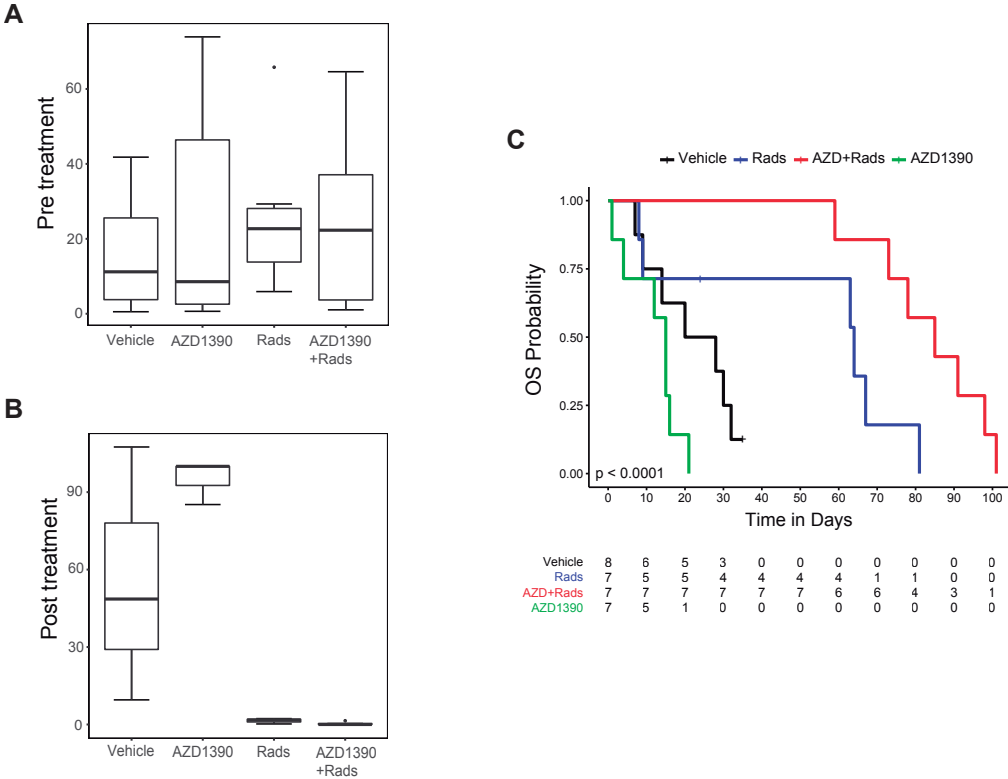 A
Pre treatment
60
40
20
0
Vehicle AZD1390 Rads AZD1390
+Rads
B
Post treatment
90
60
30
0
Vehicle AZD1390 Rads AZD1390
+Rads
C
Vehicle Rads AZD+Rads AZD1390
OS Probability
1.00
0.75
0.50
0.25
0.00
p < 0.0001
0 10 20 30 40 50 60 70 80 90 100
Time in Days
Vehicle 8 6 5 3 0 0 0 0 0 0 0
Rads 7 5 5 4 4 4 4 1 1 0 0
AZD+Rads 7 7 7 7 7 7 6 6 4 3 1
AZD1390 7 5 1 0 0 0 0 0 0 0 0